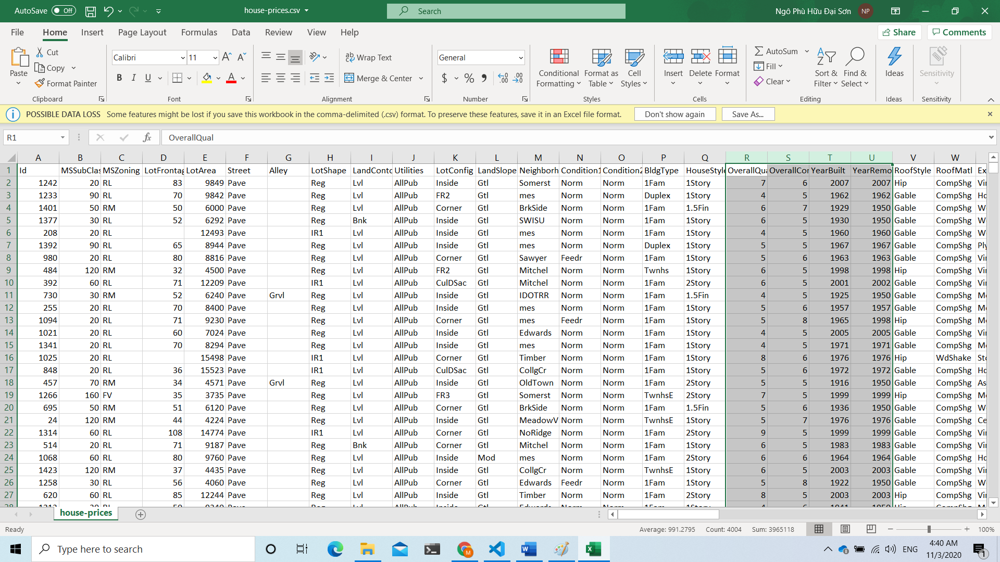 AutoSave Off house-prices.csv Search Ngô Phù Hữu Đại Sơn NP
File Home Insert Page Layout Formulas Data Review View Help Share Comments
Paste Cut Copy Format Painter Clipboard
Calibri 11 B I U A Font
Wrap Text Merge & Center Alignment
General $ % Number
Conditional Formatting Format as Table Cell Styles Styles
Insert Delete Format Cells
AutoSum Fill Clear Sort & Filter Find & Select Editing
Ideas Ideas
Sensitivity Sensitivity
POSSIBLE DATA LOSS Some features might be lost if you save this workbook in the comma-delimited (.csv) format. To preserve these features, save it in an Excel file format. Don't show again Save As...
R1 fx OverallQual
A B C D E F G H I J K L M N O P Q R S T U V W
1 Id MSSubClas MSZoning LotFrontag LotArea Street Alley LotShape LandConto Utilities LotConfig LandSlope Neighborh Condition1 Condition2 BldgType HouseStyle OverallQua OverallCon YearBuilt YearRemo RoofStyle RoofMatl Ex
2 1242 20 RL 83 9849 Pave Reg Lvl AllPub Inside Gtl Somerst Norm Norm 1Fam 1Story 7 6 2007 2007 Hip CompShg Vi
3 1233 90 RL 70 9842 Pave Reg Lvl AllPub FR2 Gtl mes Norm Norm Duplex 1Story 4 5 1962 1962 Gable CompShg Hd
4 1401 50 RM 50 6000 Pave Reg Lvl AllPub Corner Gtl BrkSide Norm Norm 1Fam 1.5Fin 6 7 1929 1950 Gable CompShg W
5 1377 30 RL 52 6292 Pave Reg Bnk AllPub Inside Gtl SWISU Norm Norm 1Fam 1Story 6 5 1930 1950 Gable CompShg W
6 208 20 RL 12493 Pave IR1 Lvl AllPub Inside Gtl mes Norm Norm 1Fam 1Story 4 5 1960 1960 Gable CompShg W
7 1392 90 RL 65 8944 Pave Reg Lvl AllPub Inside Gtl mes Norm Norm Duplex 1Story 5 5 1967 1967 Gable CompShg Ply
8 980 20 RL 80 8816 Pave Reg Lvl AllPub Corner Gtl Sawyer Feedr Norm 1Fam 1Story 5 6 1963 1963 Gable CompShg Vi
9 484 120 RM 32 4500 Pave Reg Lvl AllPub FR2 Gtl Mitchel Norm Norm Twnhs 1Story 6 5 1998 1998 Hip CompShg Vi
10 392 60 RL 71 12209 Pave IR1 Lvl AllPub CulDSac Gtl Mitchel Norm Norm 1Fam 2Story 6 5 2001 2002 Gable CompShg Vi
11 730 30 RM 52 6240 Pave Grvl Reg Lvl AllPub Inside Gtl IDOTRR Norm Norm 1Fam 1.5Fin 4 5 1925 1950 Gable CompShg M
12 255 20 RL 70 8400 Pave Reg Lvl AllPub Inside Gtl mes Norm Norm 1Fam 1Story 5 6 1957 1957 Gable CompShg M
13 1094 20 RL 71 9230 Pave Reg Lvl AllPub Corner Gtl mes Feedr Norm 1Fam 1Story 5 8 1965 1998 Hip CompShg M
14 1021 20 RL 60 7024 Pave Reg Lvl AllPub Inside Gtl Edwards Norm Norm 1Fam 1Story 4 5 2005 2005 Gable CompShg Vi
15 1341 20 RL 70 8294 Pave Reg Lvl AllPub Inside Gtl mes Norm Norm 1Fam 1Story 4 5 1971 1971 Gable CompShg M
16 1025 20 RL 15498 Pave IR1 Lvl AllPub Corner Gtl Timber Norm Norm 1Fam 1Story 8 6 1976 1976 Hip WdShake Sto
17 848 20 RL 36 15523 Pave IR1 Lvl AllPub CulDSac Gtl CollgCr Norm Norm 1Fam 1Story 5 6 1972 1972 Gable CompShg Hd
18 457 70 RM 34 4571 Pave Grvl Reg Lvl AllPub Inside Gtl OldTown Norm Norm 1Fam 2Story 5 5 1916 1950 Gable CompShg As
19 1266 160 FV 35 3735 Pave Reg Lvl AllPub FR3 Gtl Somerst Norm Norm TwnhsE 2Story 7 5 1999 1999 Hip CompShg M
20 695 50 RM 51 6120 Pave Reg Lvl AllPub Corner Gtl BrkSide Norm Norm 1Fam 1.5Fin 5 6 1936 1950 Gable CompShg W
21 24 120 RM 44 4224 Pave Reg Lvl AllPub Inside Gtl MeadowV Norm Norm TwnhsE 1Story 5 7 1976 1976 Gable CompShg Ce
22 1314 60 RL 108 14774 Pave IR1 Lvl AllPub Corner Gtl NoRidge Norm Norm 1Fam 2Story 9 5 1999 1999 Gable CompShg Vi
23 514 20 RL 71 9187 Pave Reg Bnk AllPub Corner Gtl Mitchel Norm Norm 1Fam 1Story 6 5 1983 1983 Gable CompShg Vi
24 1068 60 RL 80 9760 Pave Reg Lvl AllPub Inside Mod mes Norm Norm 1Fam 2Story 6 6 1964 1964 Gable CompShg Hd
25 1423 120 RM 37 4435 Pave Reg Lvl AllPub Inside Gtl CollgCr Norm Norm TwnhsE 1Story 6 5 2003 2003 Gable CompShg Vi
26 1258 30 RL 56 4060 Pave Reg Lvl AllPub Corner Gtl Edwards Feedr Norm 1Fam 1Story 5 8 1922 1950 Gable CompShg W
27 620 60 RL 85 12244 Pave Reg Lvl AllPub Inside Gtl Timber Norm Norm 1Fam 2Story 8 5 2003 2003 Hip CompShg Vi
house-prices
Ready Average: 991.2795 Count: 4004 Sum: 3965118 100%
Type here to search ENG 4:40 AM
11/3/2020 1